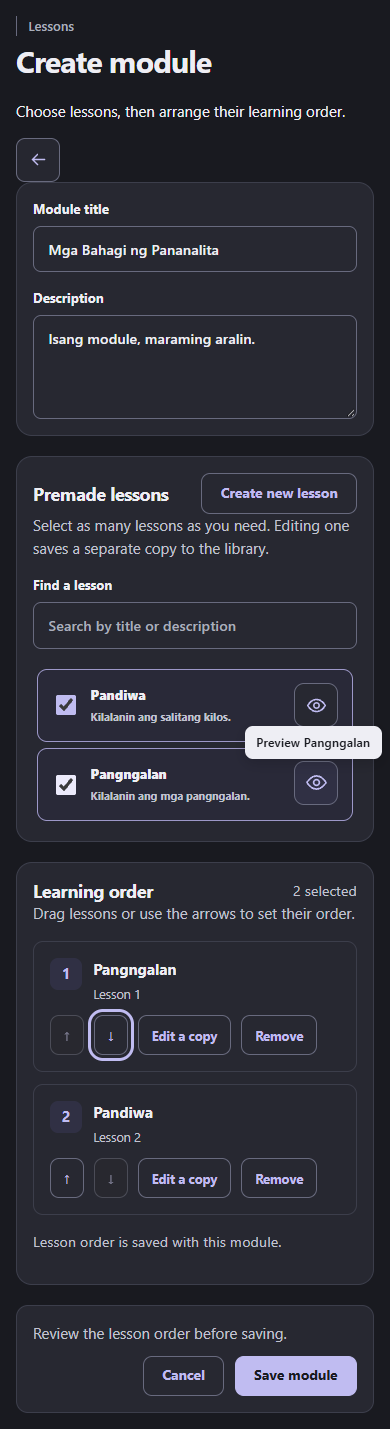 Lessons
Create module
Choose lessons, then arrange their learning order.
←
Module title
Mga Bahagi ng Pananalita
Description
Isang module, maraming aralin.
Premade lessons
Create new lesson
Select as many lessons as you need. Editing one
saves a separate copy to the library.
Find a lesson
Search by title or description
Pandiwa
Kilalanin ang salitang kilos.
Preview Pangngalan
Pangngalan
Kilalanin ang mga pangngalan.
Learning order
2 selected
Drag lessons or use the arrows to set their order.
1
Pangngalan
Lesson 1
↑ ↓ Edit a copy Remove
2
Pandiwa
Lesson 2
↑ ↓ Edit a copy Remove
Lesson order is saved with this module.
Review the lesson order before saving.
Cancel Save module